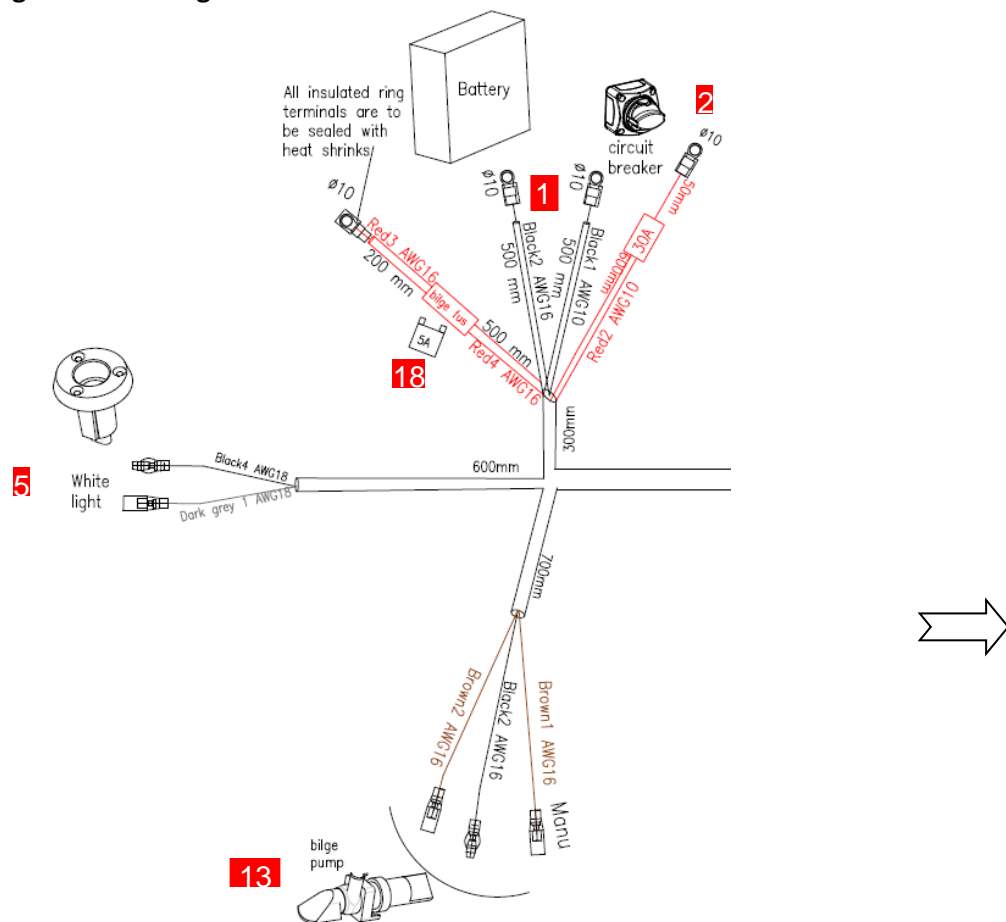 Battery
All insulated ring
terminals are to
be sealed with
heat shrinks
2
circuit
breaker
ø10
ø10
1
ø10
ø10
50mm
30A
600mm
Red2 AWG10
Black1 AWG10
500 mm
Black2 AWG16
500 mm
Red3 AWG16
200 mm
bilge fus
500 mm
Red4 AWG16
5A
18
300mm
5
White
light
Black4 AWG18
Dark grey 1 AWG18
600mm
700mm
Brown2 AWG16
Black2 AWG16
Brown1 AWG16
Manu
bilge
pump
13